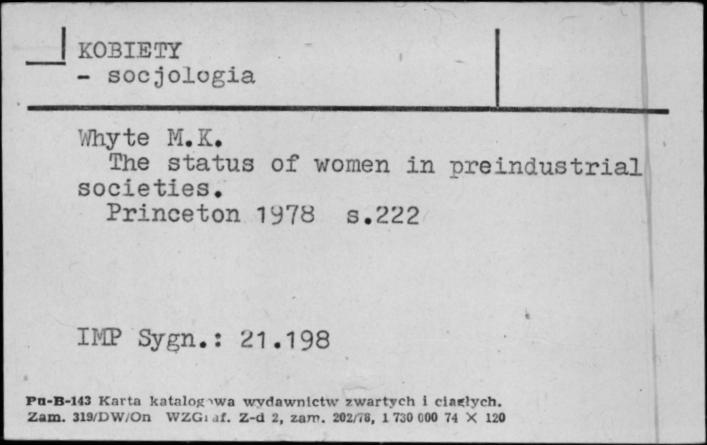 KOBIETY
- socjologia
Whyte M.K.
The status of women in preindustrial
societies.
Princeton 1978 s.222
IMP Sygn.: 21.198
Pu-B-143 Karta katalogowa wydawnictw zwartych i ciągłych.
Zam. 319/DW/On WZGraf. Z-d 2, zam. 202/78, 1 730 000 74 X 120